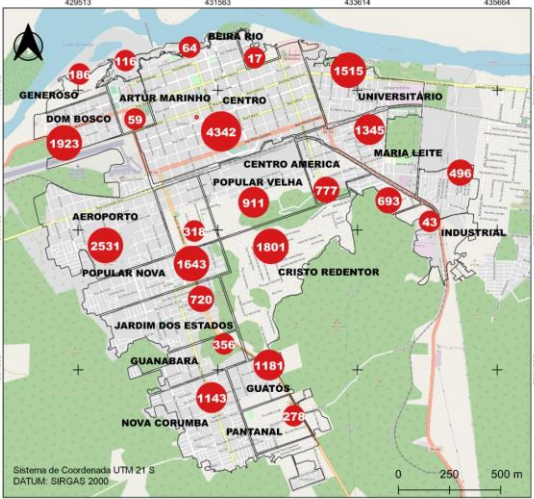 429513 431563 433614 435664
BEIRA RIO
64
17
116
186
1515
GENEROSO
ARTUR MARINHO CENTRO
UNIVERSITÁRIO
DOM BOSCO
59
4342
1345
1923
MARIA LEITE
CENTRO AMERICA
496
POPULAR VELHA
777
693
911
AEROPORTO
43
318
INDUSTRIAL
2531
1801
1643
POPULAR NOVA
CRISTO REDENTOR
720
JARDIM DOS ESTADOS
356
GUANABARA
1181
GUATÓS
1143
278
NOVA CORUMBA
PANTANAL
Sistema de Coordenada UTM 21 S
DATUM: SIRGAS 2000
0 250 500 m